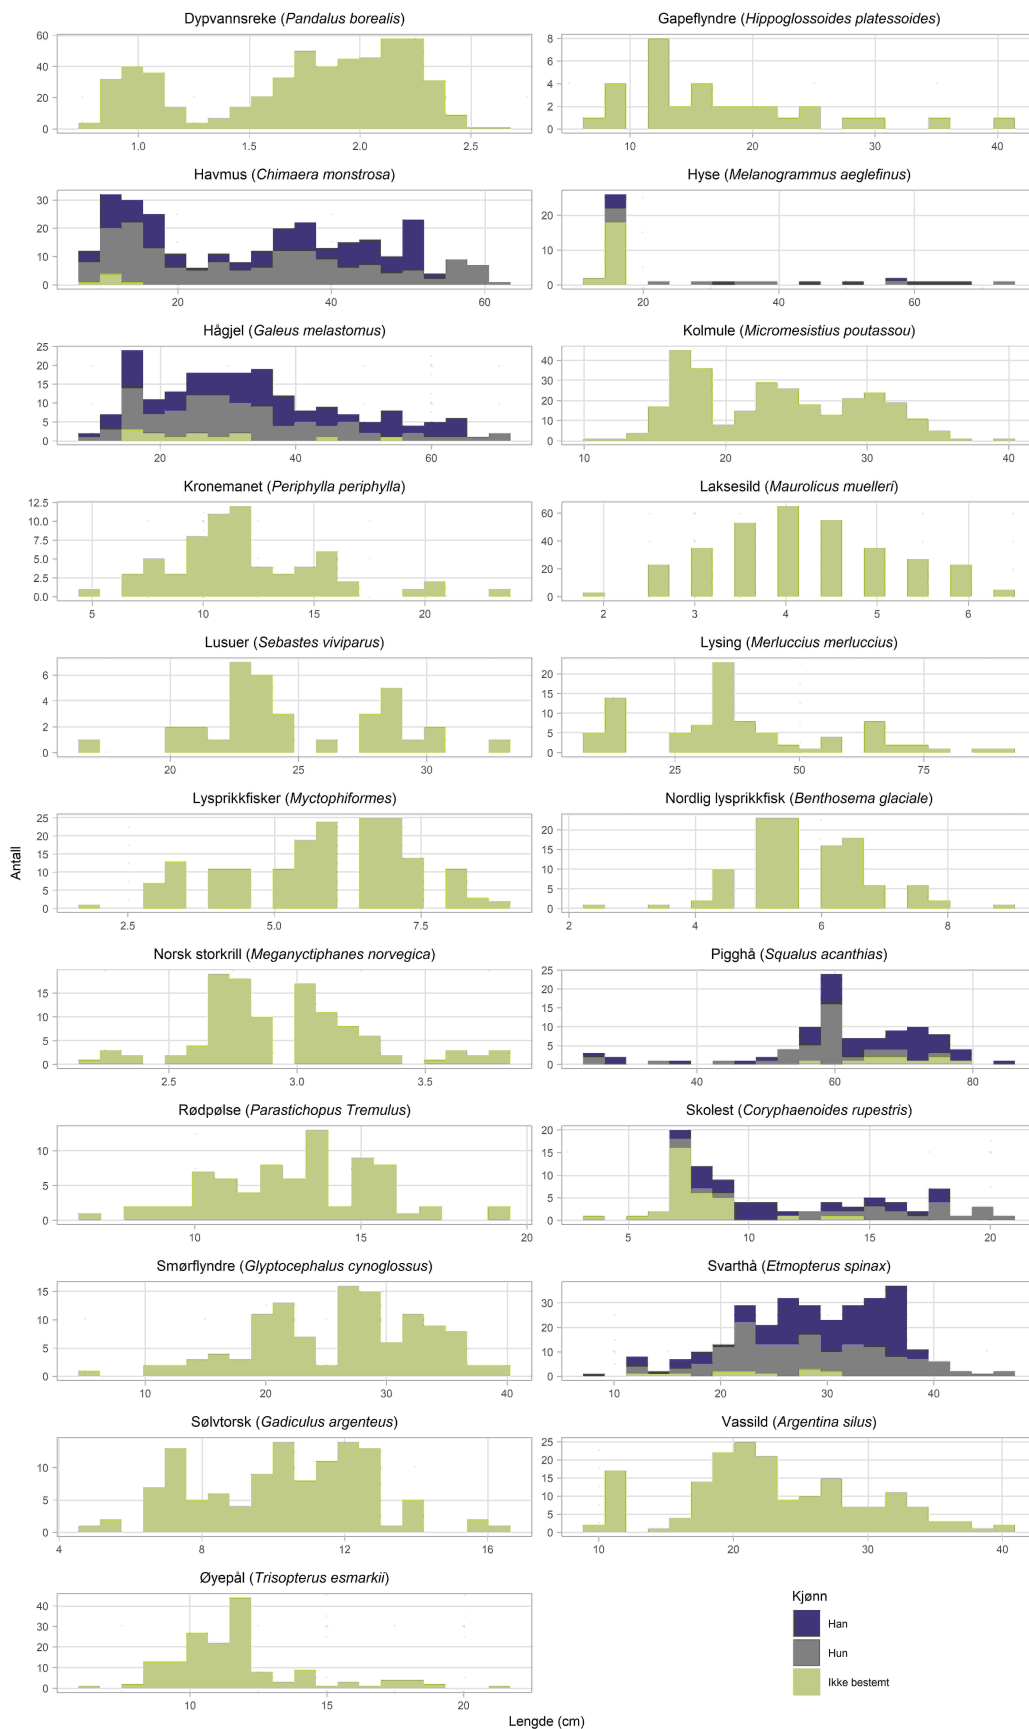 Dypvannsreke (Pandalus borealis)
Gapeflyndre (Hippoglossoides platessoides)
60
40
20
0
1.0 1.5 2.0 2.5
8
6
4
2
0
10 20 30 40
Havmus (Chimaera monstrosa)
Hyse (Melanogrammus aeglefinus)
30
20
10
0
20 40 60
20
10
0
20 40 60
Hågjel (Galeus melastomus)
Kolmule (Micromesistius poutassou)
25
20
15
10
5
0
20 40 60
40
30
20
10
0
10 20 30 40
Kronemanet (Periphylla periphylla)
Laksesild (Maurolicus muelleri)
12.5
10.0
7.5
5.0
2.5
0.0
5 10 15 20
60
40
20
0
2 3 4 5 6
Lusuer (Sebastes viviparus)
Lysing (Merluccius merluccius)
6
4
2
0
20 25 30
20
15
10
5
0
25 50 75
Lysprikkfisker (Myctophiformes)
Nordlig lysprikkfisk (Benthosema glaciale)
25
20
15
10
5
0
2.5 5.0 7.5
20
15
10
5
0
2 4 6 8
Antall
Norsk storkrill (Meganyctiphanes norvegica)
Pigghå (Squalus acanthias)
15
10
5
0
2.5 3.0 3.5
25
20
15
10
5
0
40 60 80
Rødpølse (Parastichopus Tremulus)
Skolest (Coryphaenoides rupestris)
10
5
0
10 15 20
20
15
10
5
0
5 10 15 20
Smørflyndre (Glyptocephalus cynoglossus)
Svarthå (Etmopterus spinax)
15
10
5
0
10 20 30 40
30
20
10
0
10 20 30 40
Sølvtorsk (Gadiculus argenteus)
Vassild (Argentina silus)
10
5
0
4 8 12 16
25
20
15
10
5
0
10 20 30 40
Øyepål (Trisopterus esmarkii)
40
30
20
10
0
10 15 20
Lengde (cm)
Kjønn
Han
Hun
Ikke bestemt